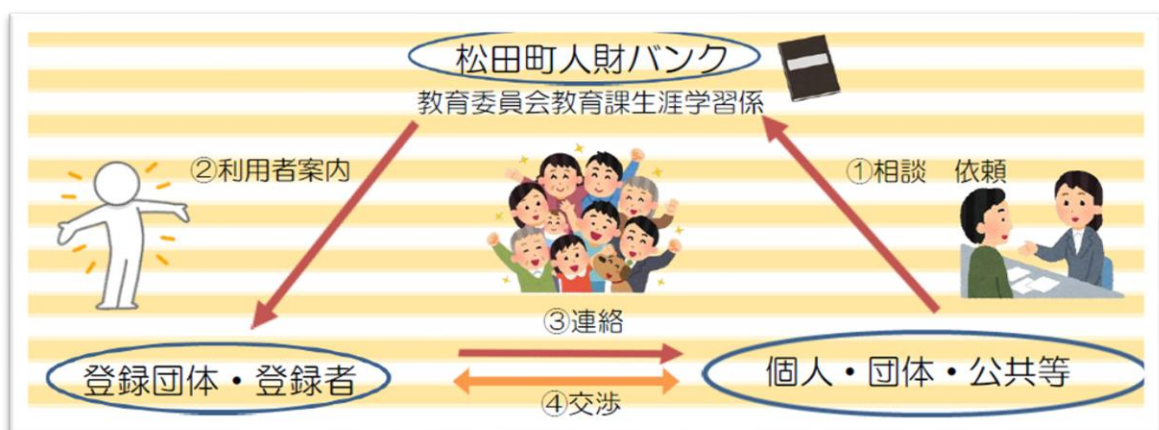 松田町人財バンク
教育委員会教育課生涯学習係
②利用者案内
①相談　依頼
③連絡
登録団体・登録者
個人・団体・公共等
④交渉